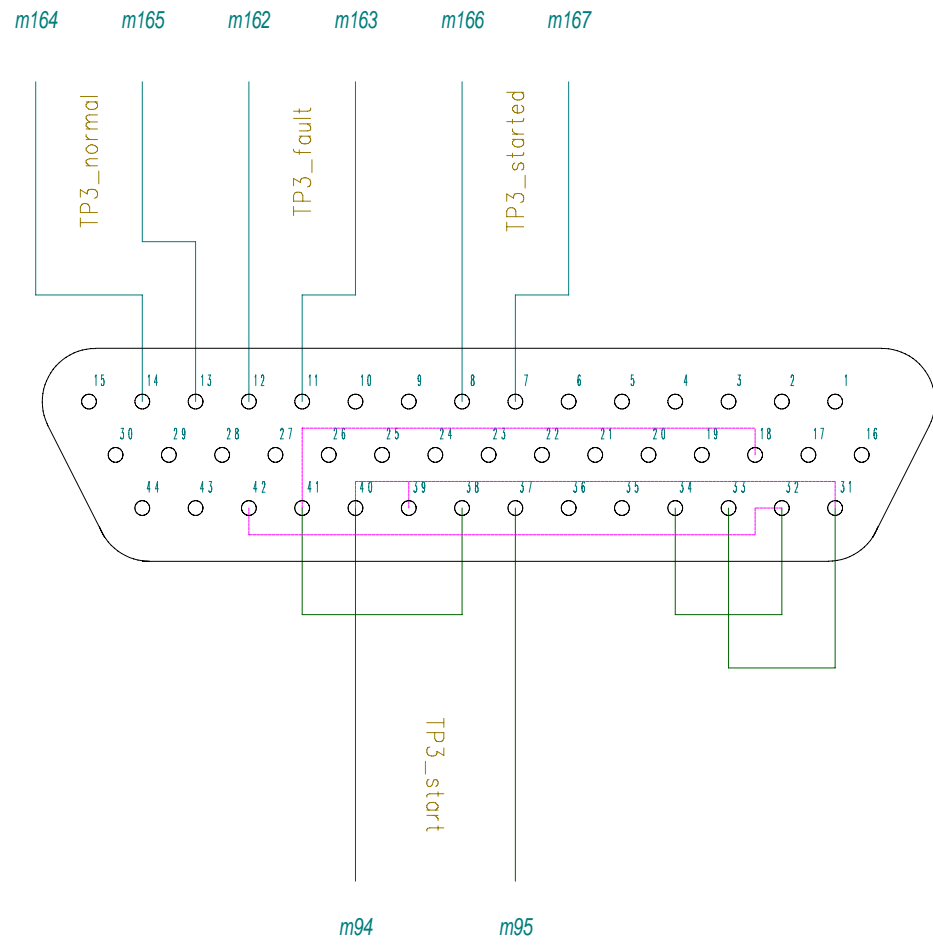 m164 m165 m162 m163 m166 m167
TP3_normal
TP3_fault
TP3_started
15 14 13 12 11 10 9 8 7 6 5 4 3 2 1
30 29 28 27 26 25 24 23 22 21 20 19 18 17 16
44 43 42 41 40 39 38 37 36 35 34 33 32 31
TP3_start
m94 m95